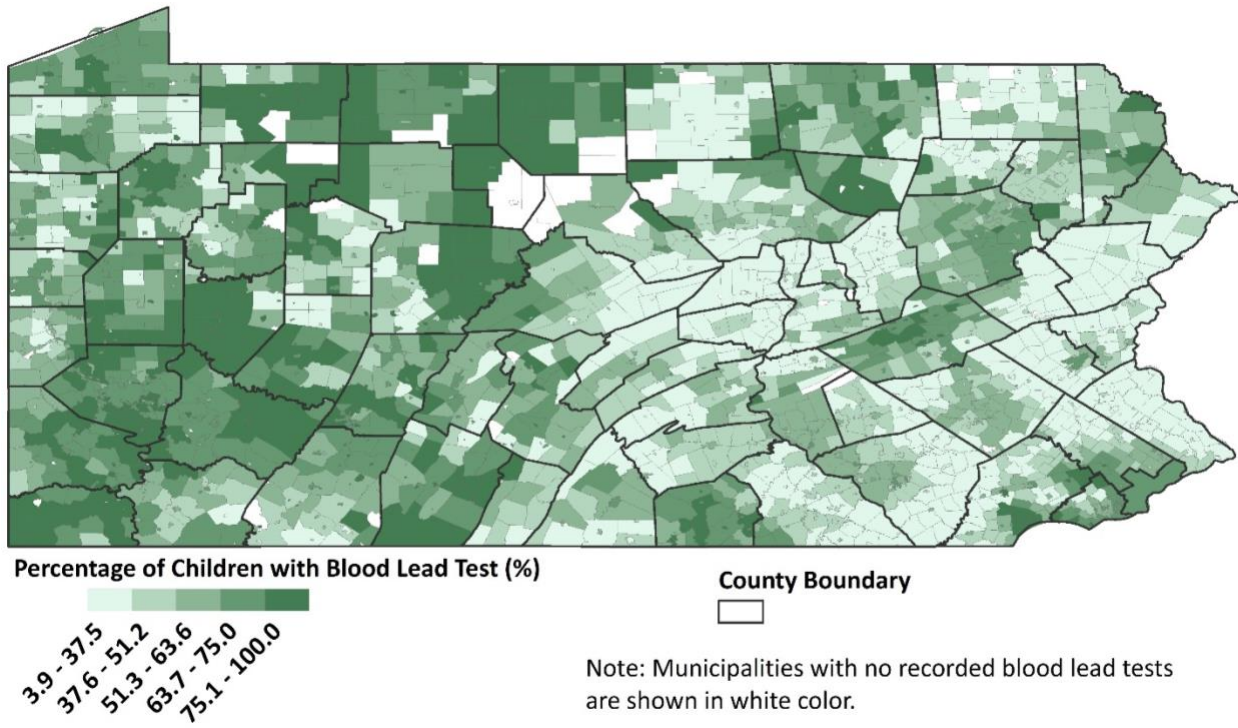 Percentage of Children with Blood Lead Test (%)
3.9 - 37.5
37.6 - 51.2
51.3 - 63.6
63.7 - 75.0
75.1 - 100.0
County Boundary
Note: Municipalities with no recorded blood lead tests
are shown in white color.